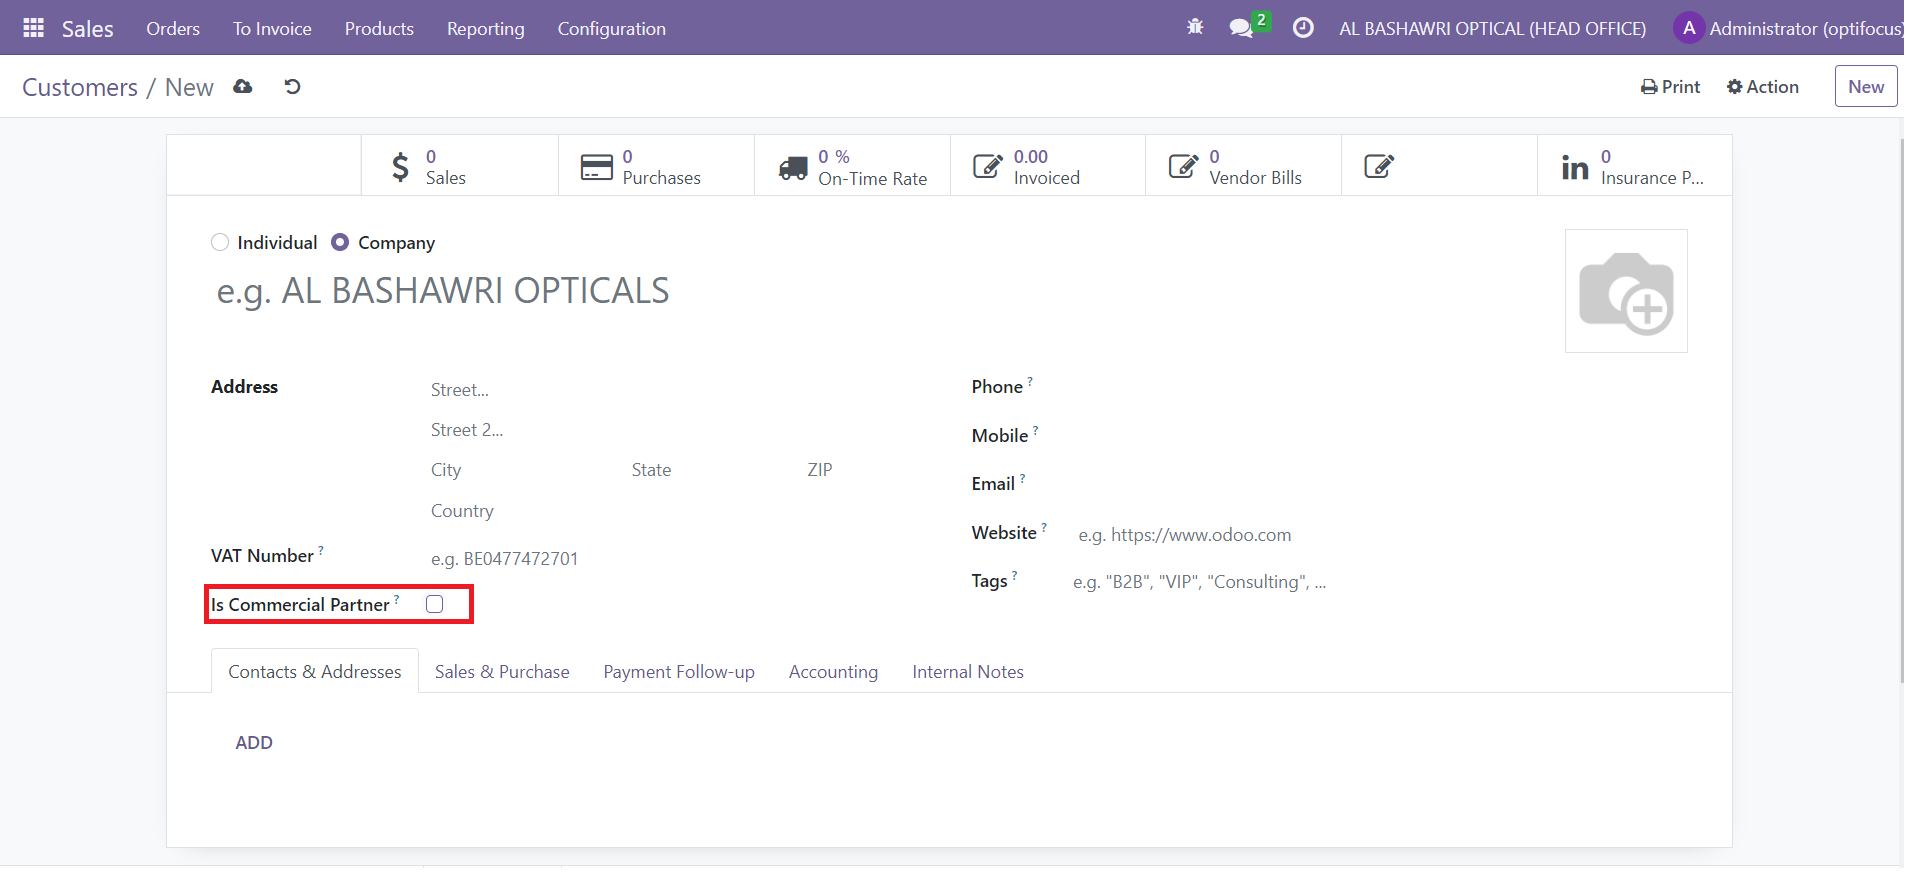 Sales Orders To Invoice Products Reporting Configuration 2 AL BASHAWRI OPTICAL (HEAD OFFICE) A Administrator (optifocus)
Customers / New Print Action New
0 Sales
0 Purchases
0 % On-Time Rate
0.00 Invoiced
0 Vendor Bills
in 0 Insurance P...
Individual Company
e.g. AL BASHAWRI OPTICALS
Address Street...
Street 2...
City State ZIP
Country
VAT Number ? e.g. BE0477472701
Is Commercial Partner ?
Phone ?
Mobile ?
Email ?
Website ? e.g. https://www.odoo.com
Tags ? e.g. "B2B", "VIP", "Consulting", ...
Contacts & Addresses Sales & Purchase Payment Follow-up Accounting Internal Notes
ADD